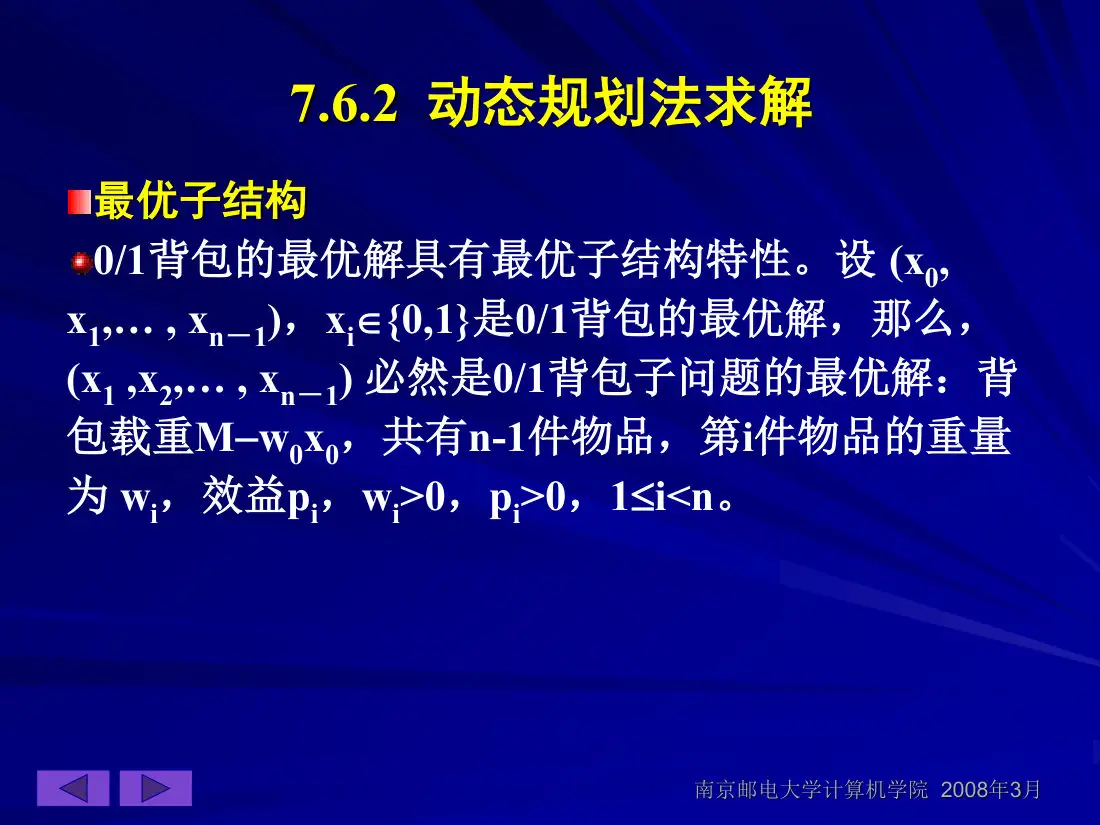 7.6.2 动态规划法求解
最优子结构
0/1背包的最优解具有最优子结构特性。设 (x₀,
x₁,… , xₙ₋₁)，xᵢ∈{0,1}是0/1背包的最优解，那么，
(x₁ ,x₂,… , xₙ₋₁) 必然是0/1背包子问题的最优解：背
包载重M−w₀x₀，共有n-1件物品，第i件物品的重量
为 wᵢ，效益pᵢ，wᵢ>0，pᵢ>0，1≤i<n。
南京邮电大学计算机学院 2008年3月